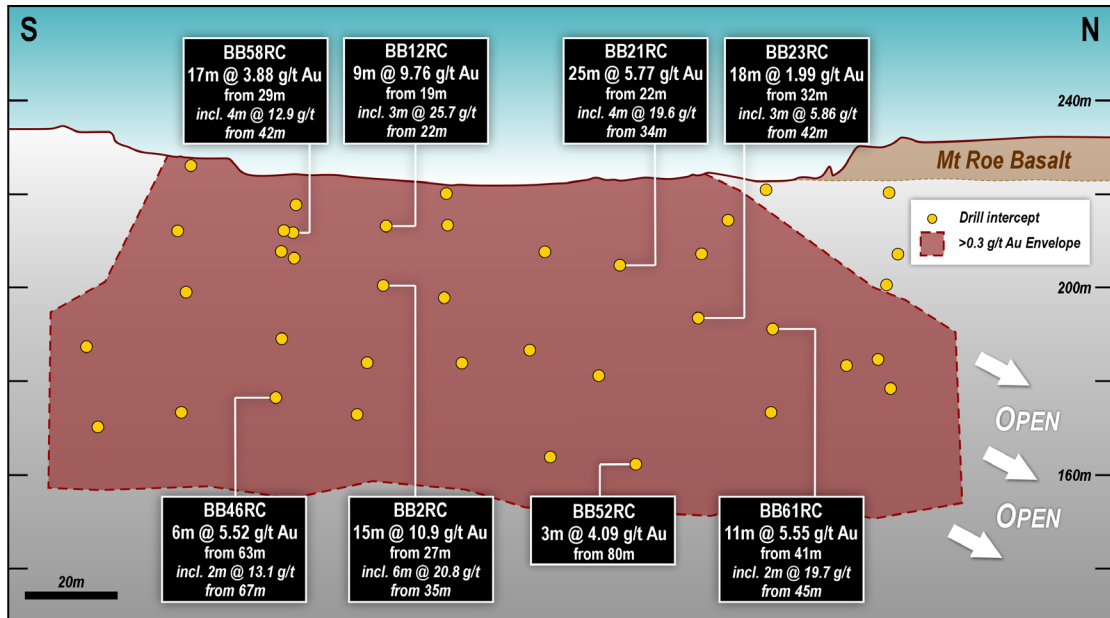 S
N
BB58RC
17m @ 3.88 g/t Au
from 29m
incl. 4m @ 12.9 g/t
from 42m
BB12RC
9m @ 9.76 g/t Au
from 19m
incl. 3m @ 25.7 g/t
from 22m
BB21RC
25m @ 5.77 g/t Au
from 22m
incl. 4m @ 19.6 g/t
from 34m
BB23RC
18m @ 1.99 g/t Au
from 32m
incl. 3m @ 5.86 g/t
from 42m
240m
Mt Roe Basalt
Drill intercept
>0.3 g/t Au Envelope
200m
OPEN
160m
OPEN
BB46RC
6m @ 5.52 g/t Au
from 63m
incl. 2m @ 13.1 g/t
from 67m
BB2RC
15m @ 10.9 g/t Au
from 27m
incl. 6m @ 20.8 g/t
from 35m
BB52RC
3m @ 4.09 g/t Au
from 80m
BB61RC
11m @ 5.55 g/t Au
from 41m
incl. 2m @ 19.7 g/t
from 45m
20m